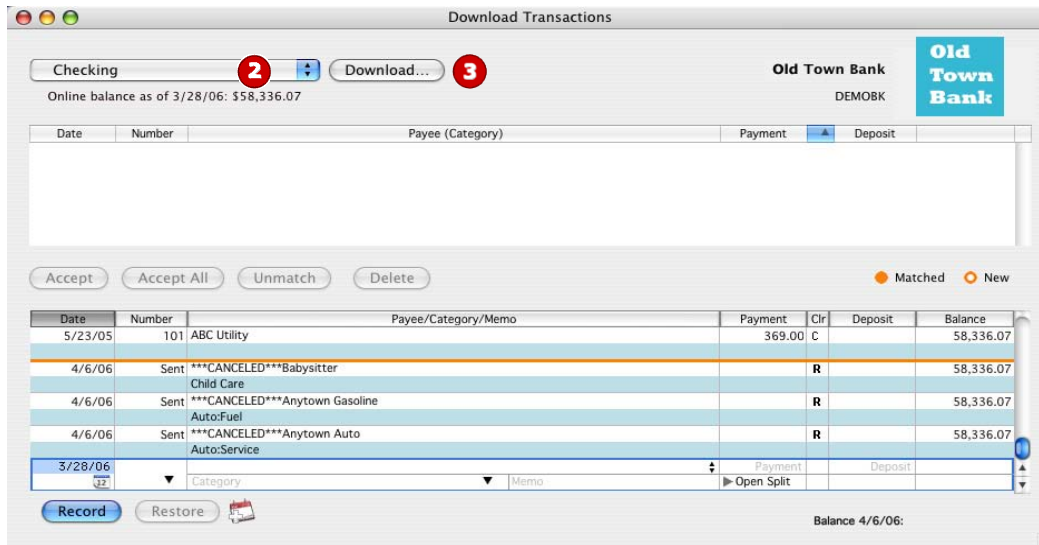 Download Transactions
Checking 2 Download... 3 Old Town Bank
Old
Town
Bank
Online balance as of 3/28/06: $58,336.07 DEMOBK
Date Number Payee (Category) Payment Deposit
Accept Accept All Unmatch Delete Matched New
Date Number Payee/Category/Memo Payment Clr Deposit Balance
5/23/05 101 ABC Utility 369.00 C 58,336.07
4/6/06 Sent ***CANCELED***Babysitter R 58,336.07
Child Care
4/6/06 Sent ***CANCELED***Anytown Gasoline R 58,336.07
Auto:Fuel
4/6/06 Sent ***CANCELED***Anytown Auto R 58,336.07
Auto:Service
3/28/06 Payment Deposit
12 Category Memo Open Split
Record Restore
Balance 4/6/06: